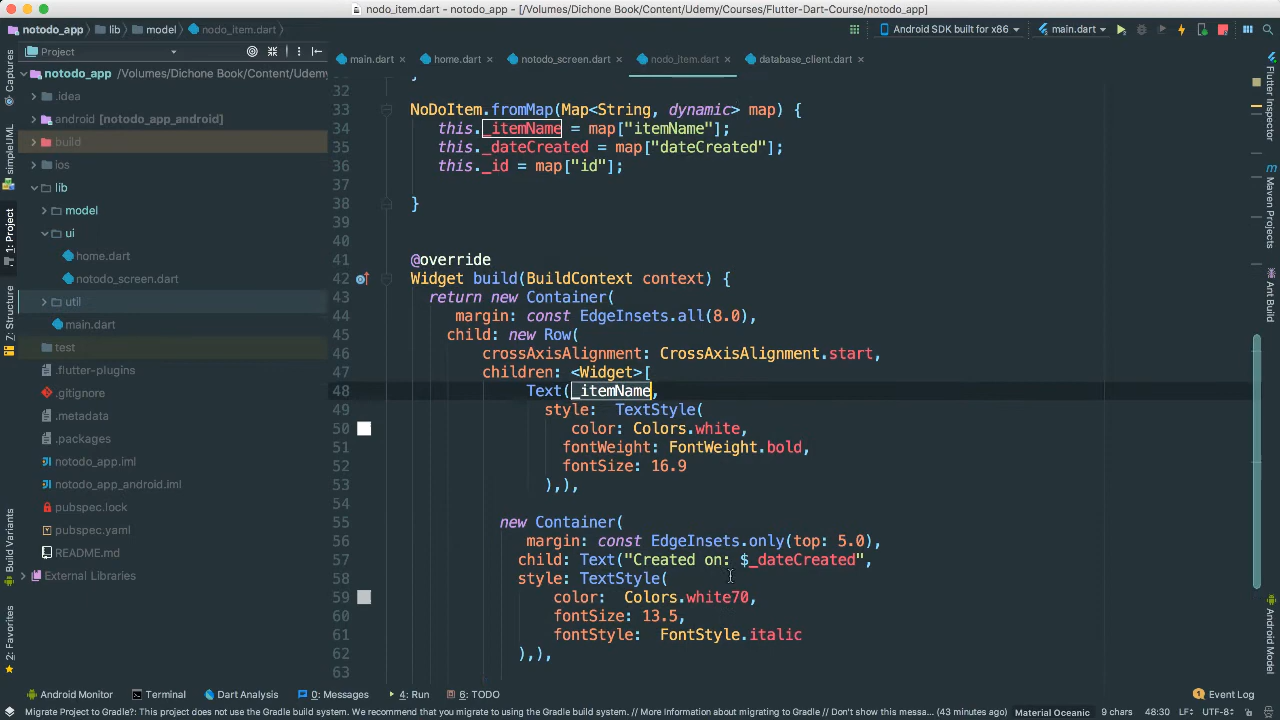 nodo_item.dart - notodo_app - [/Volumes/Dichone Book/Content/Udemy/Courses/Flutter-Dart-Course/notodo_app]
notodo_app lib model nodo_item.dart Android SDK built for x86 main.dart
Project main.dart home.dart notodo_screen.dart nodo_item.dart database_client.dart
notodo_app /Volumes/Dichone Book/Content/Udemy
.idea
android (notodo_app_android)
build
ios
lib
model
ui
home.dart
notodo_screen.dart
util
main.dart
test
.flutter-plugins
.gitignore
.metadata
.packages
notodo_app.iml
notodo_app_android.iml
pubspec.lock
pubspec.yaml
README.md
External Libraries
Captures
simpleUML
1: Project
7: Structure
Build Variants
2: Favorites
32
33 NoDoItem.fromMap(Map<String, dynamic> map) {
34 this._itemName = map["itemName"];
35 this._dateCreated = map["dateCreated"];
36 this._id = map["id"];
37
38 }
39
40
41 @override
42 Widget build(BuildContext context) {
43 return new Container(
44 margin: const EdgeInsets.all(8.0),
45 child: new Row(
46 crossAxisAlignment: CrossAxisAlignment.start,
47 children: <Widget>[
48 Text(_itemName,
49 style: TextStyle(
50 color: Colors.white,
51 fontWeight: FontWeight.bold,
52 fontSize: 16.9
53 ),),
54
55 new Container(
56 margin: const EdgeInsets.only(top: 5.0),
57 child: Text("Created on: $_dateCreated",
58 style: TextStyle(
59 color: Colors.white70,
60 fontSize: 13.5,
61 fontStyle: FontStyle.italic
62 ),),
63
Flutter Inspector
Maven Projects
Ant Build
Flutter Outline
Android Model
Android Monitor Terminal Dart Analysis 0: Messages 4: Run 6: TODO 1 Event Log
Migrate Project to Gradle?: This project does not use the Gradle build system. We recommend that you migrate to using the Gradle build system. // More Information about migrating to Gradle // Don't show this messa... (43 minutes ago) Material Oceanic 9 chars 48:30 LF÷ UTF-8÷